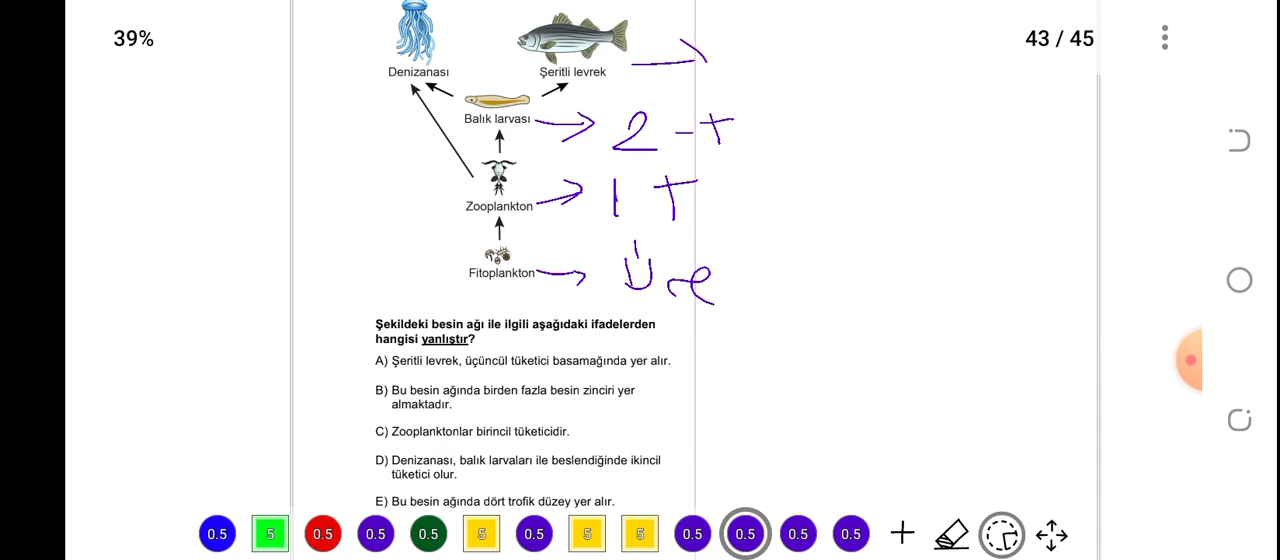 39%
43 / 45
Denizanası
Şeritli levrek
Balık larvası
2 - T
Zooplankton
1 T
Fitoplankton
Üre
Şekildeki besin ağı ile ilgili aşağıdaki ifadelerden
hangisi yanlıştır?
A) Şeritli levrek, üçüncül tüketici basamağında yer alır.
B) Bu besin ağında birden fazla besin zinciri yer
almaktadır.
C) Zooplanktonlar birincil tüketicidir.
D) Denizanası, balık larvaları ile beslendiğinde ikincil
tüketici olur.
E) Bu besin ağında dört trofik düzey yer alır.
0.5 5 0.5 0.5 0.5 5 0.5 5 5 0.5 0.5 0.5 0.5